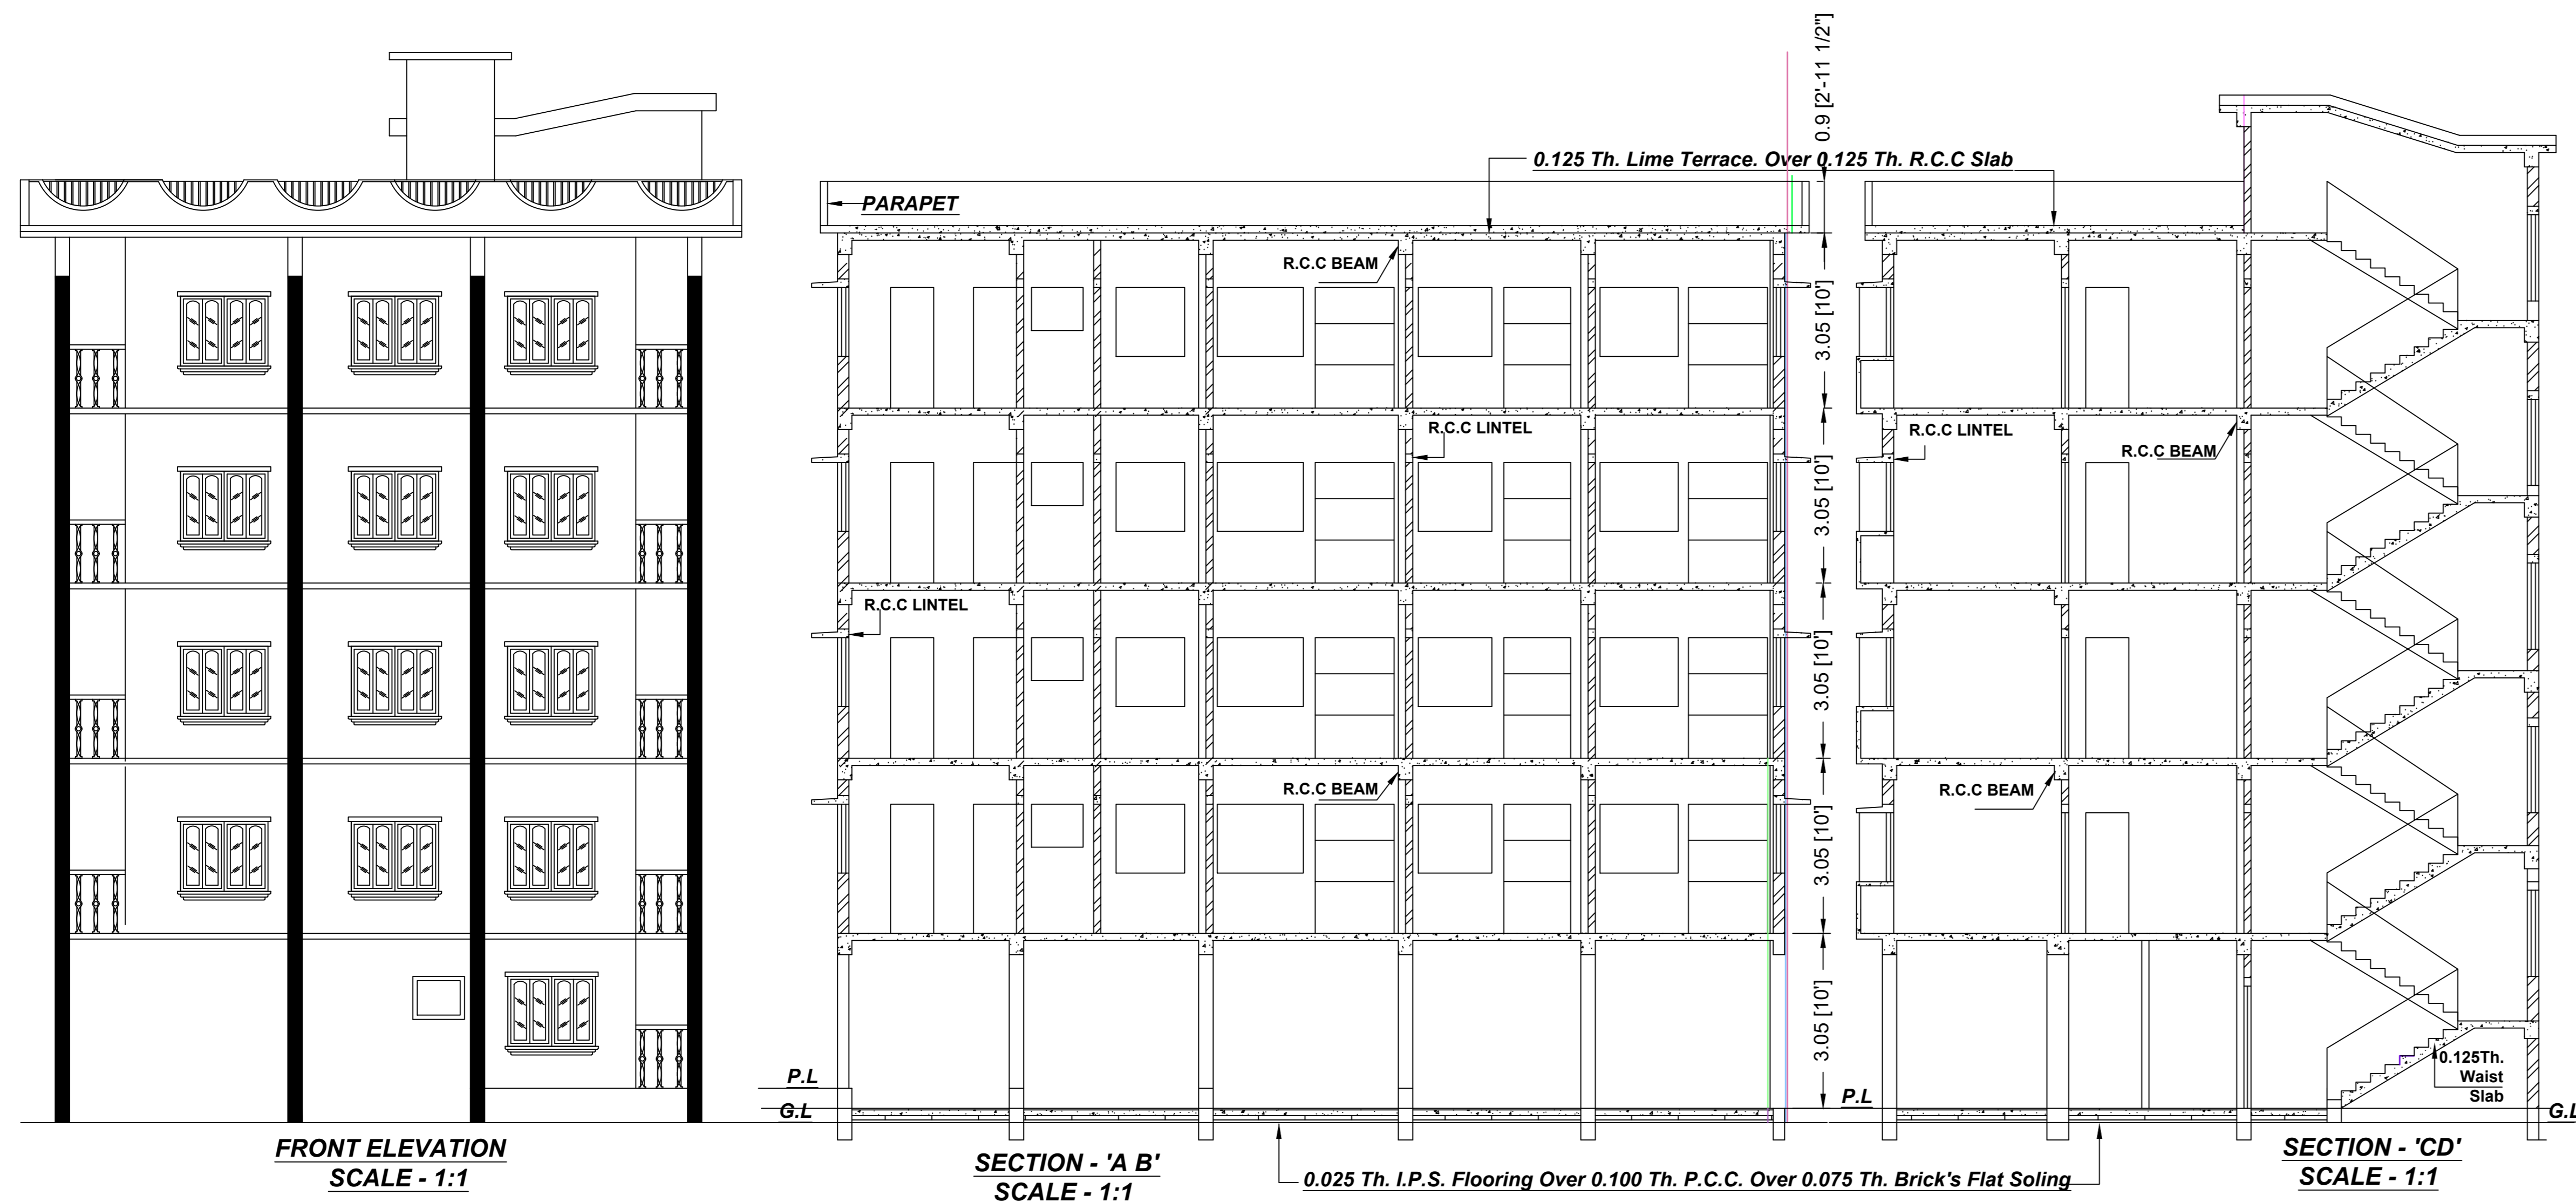 0.9 [2'-11 1/2"]
0.125 Th. Lime Terrace. Over 0.125 Th. R.C.C Slab
PARAPET
R.C.C BEAM
3.05 [10']
R.C.C LINTEL
R.C.C LINTEL
R.C.C BEAM
3.05 [10']
R.C.C LINTEL
3.05 [10']
R.C.C BEAM
R.C.C BEAM
3.05 [10']
3.05 [10']
0.125Th.
Waist
Slab
P.L
P.L
G.L
G.L
FRONT ELEVATION
SCALE - 1:1
SECTION - 'A B'
SCALE - 1:1
0.025 Th. I.P.S. Flooring Over 0.100 Th. P.C.C. Over 0.075 Th. Brick's Flat Soling
SECTION - 'CD'
SCALE - 1:1